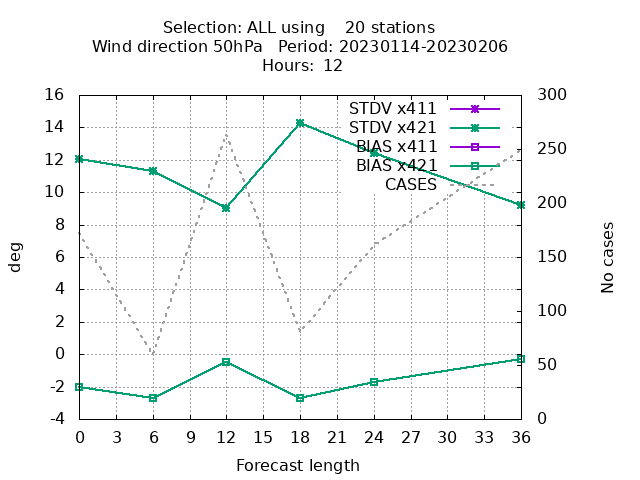 Selection: ALL using    20 stations
Wind direction 50hPa   Period: 20230114-20230206
Hours:  12
STDV x411
STDV x421
BIAS x411
BIAS x421
CASES
16
14
12
10
8
6
4
2
0
-2
-4
deg
300
250
200
150
100
50
0
No cases
0 3 6 9 12 15 18 21 24 27 30 33 36
Forecast length